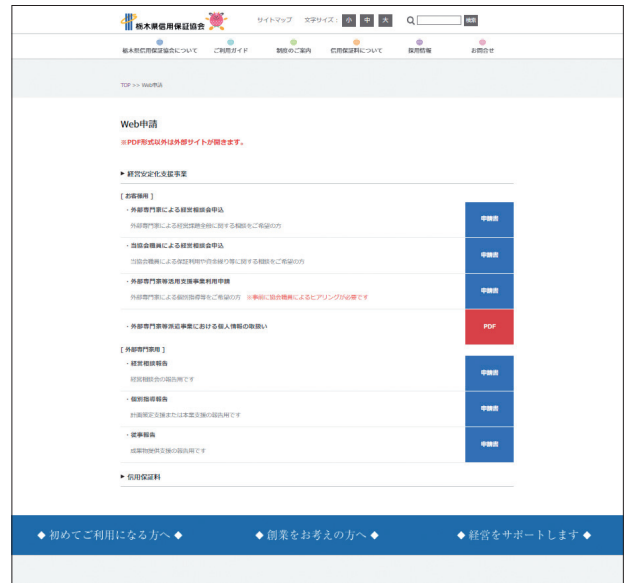 栃木県信用保証協会
サイトマップ 文字サイズ： 小 中 大 検索
栃木県信用保証協会について ご利用ガイド 制度のご案内 信用保証料について 採用情報 お問合せ
TOP >> Web申請
Web申請
※PDF形式以外は外部サイトが開きます。
▶ 経営安定化支援事業
[ お客様用 ]
・外部専門家による経営相談会申込
外部専門家による経営課題全般に関する相談をご希望の方
申請書
・当協会職員による経営相談会申込
当協会職員による保証利用や資金繰り等に関する相談をご希望の方
申請書
・外部専門家等活用支援事業利用申請
外部専門家による個別指導等をご希望の方 ※事前に協会職員によるヒアリングが必要です
申請書
・外部専門家等派遣事業における個人情報の取扱い
PDF
[ 外部専門家用 ]
・経営相談報告
経営相談会の報告用です
申請書
・個別指導報告
計画策定支援または本業支援の報告用です
申請書
・従事報告
成果物提供支援の報告用です
申請書
▶ 信用保証料
◆ 初めてご利用になる方へ ◆ ◆ 創業をお考えの方へ ◆ ◆ 経営をサポートします ◆